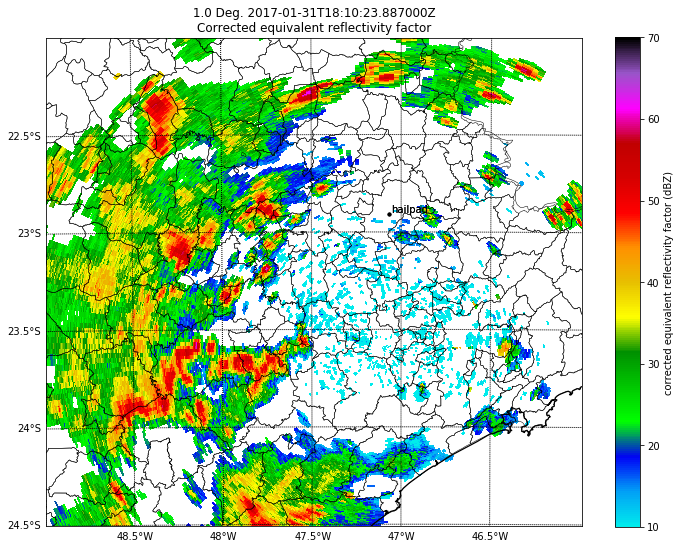 1.0 Deg. 2017-01-31T18:10:23.887000Z
Corrected equivalent reflectivity factor
22.5°S
23°S
23.5°S
24°S
24.5°S
48.5°W
48°W
47.5°W
47°W
46.5°W
hailpad
70
60
50
40
30
20
10
corrected equivalent reflectivity factor (dBZ)